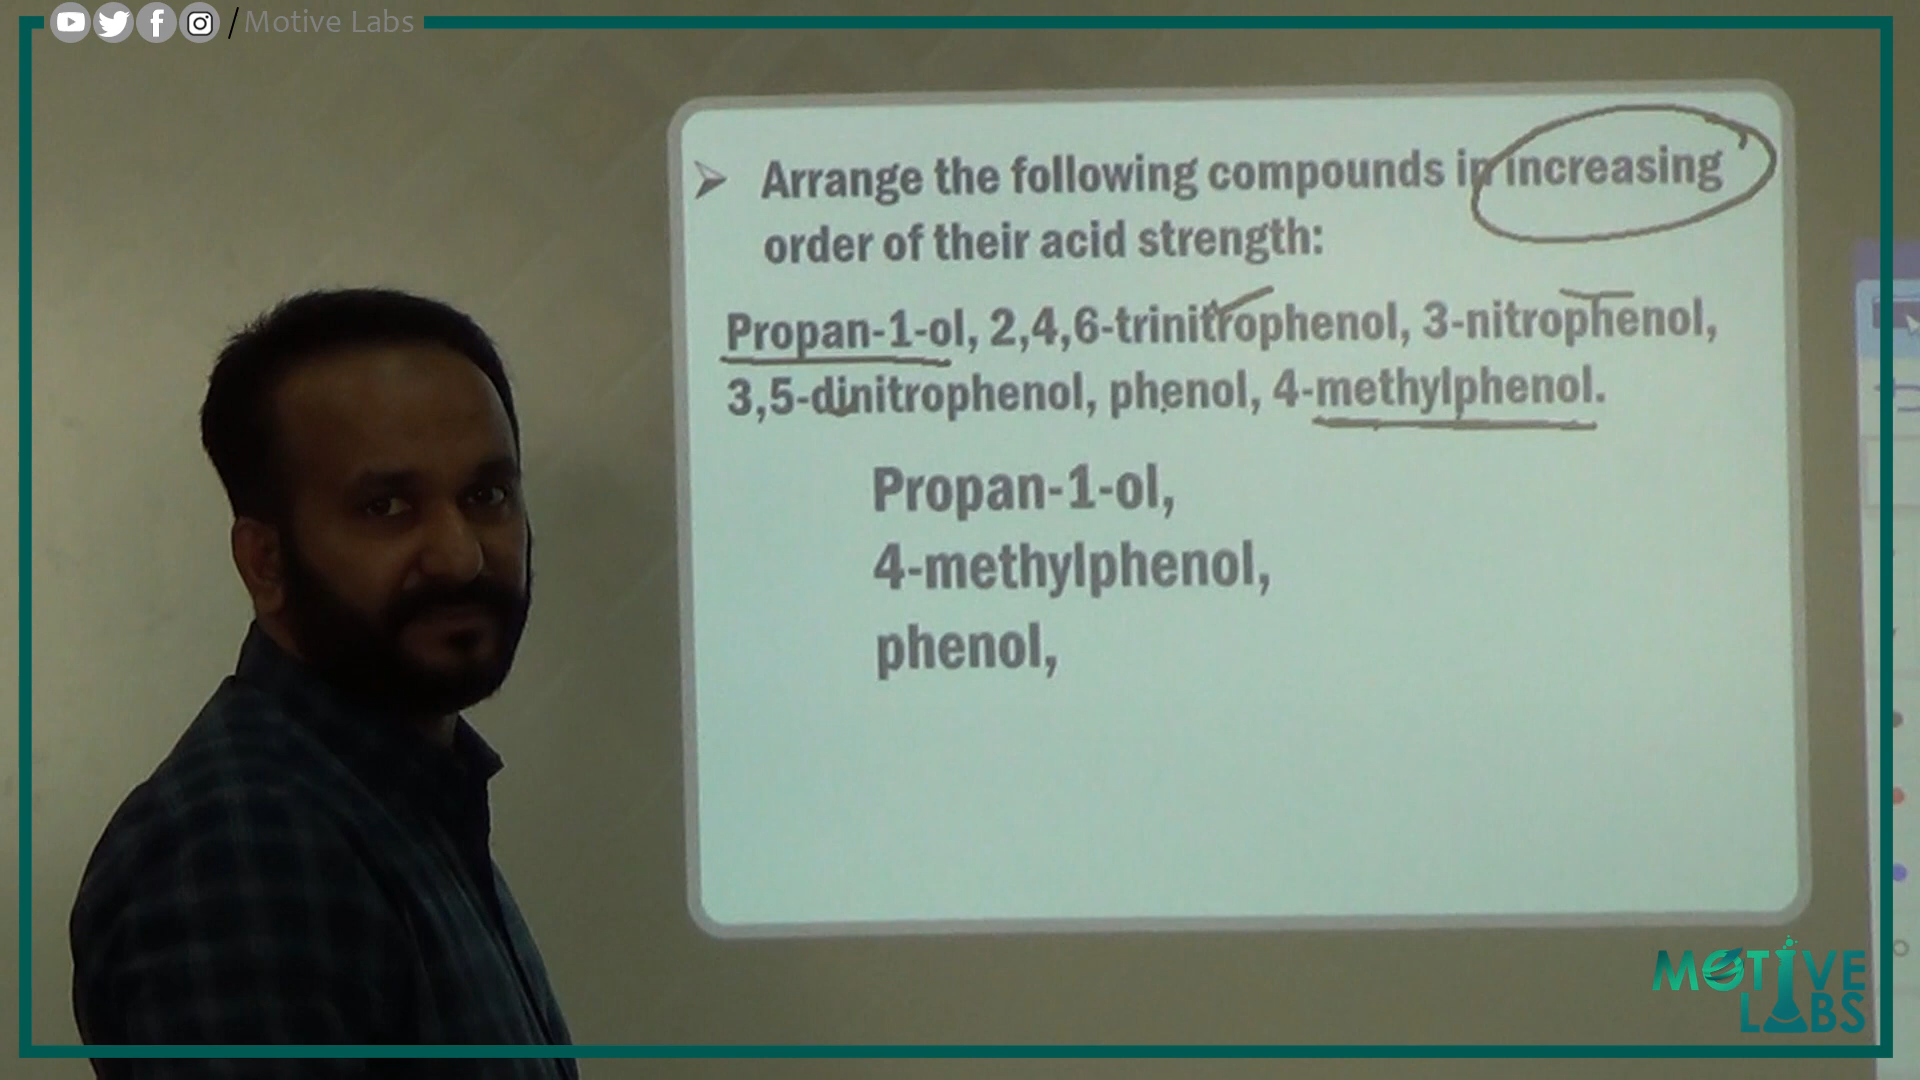 / Motive Labs
Arrange the following compounds in increasing
order of their acid strength:
Propan-1-ol, 2,4,6-trinitrophenol, 3-nitrophenol,
3,5-dinitrophenol, phenol, 4-methylphenol.
Propan-1-ol,
4-methylphenol,
phenol,
MOTIVE
LABS